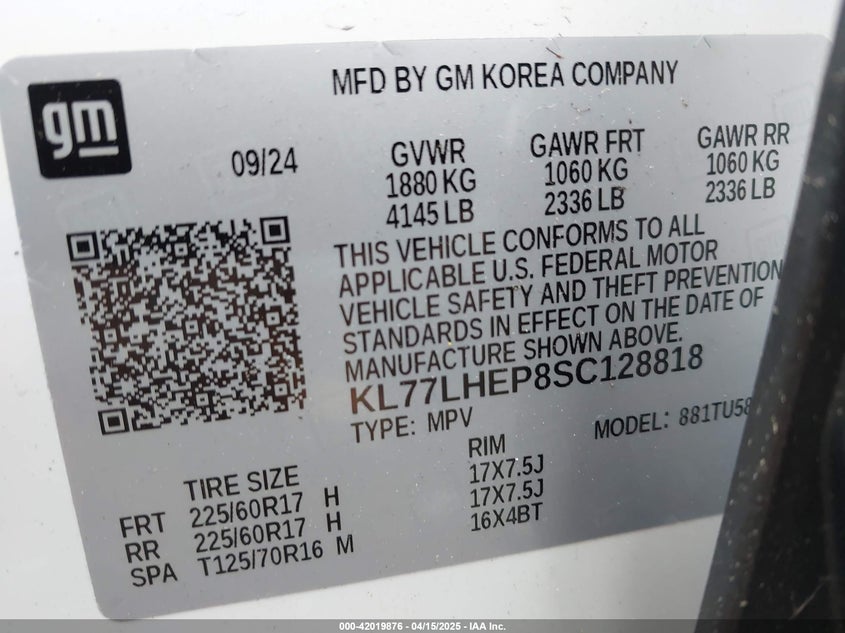 MFD BY GM KOREA COMPANY
gm
09/24
GVWR GAWR FRT GAWR RR
1880 KG 1060 KG 1060 KG
4145 LB 2336 LB 2336 LB
THIS VEHICLE CONFORMS TO ALL
APPLICABLE U.S. FEDERAL MOTOR
VEHICLE SAFETY AND THEFT PREVENTION
STANDARDS IN EFFECT ON THE DATE OF
MANUFACTURE SHOWN ABOVE.
KL77LHEP8SC128818
TYPE: MPV MODEL: 881TU58
TIRE SIZE RIM
FRT 225/60R17 H 17X7.5J
RR 225/60R17 H 17X7.5J
SPA T125/70R16 M 16X4BT
000-42019876 - 04/15/2025 - IAA Inc.